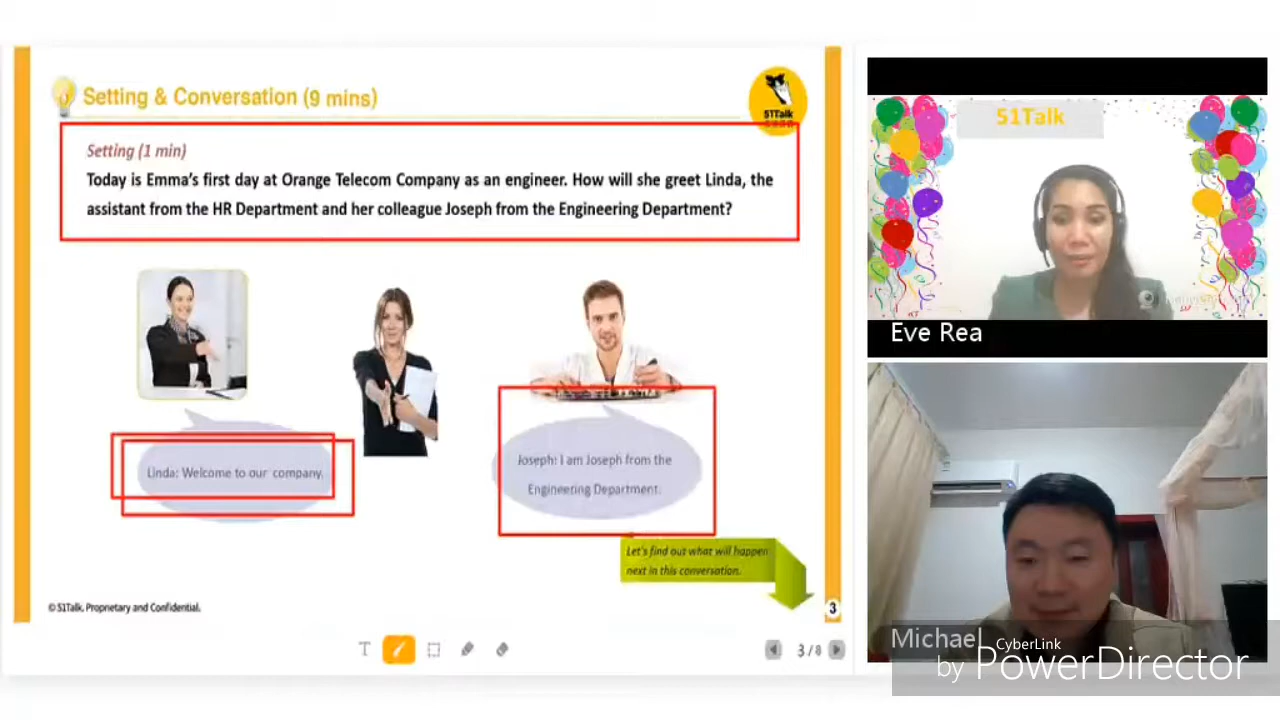 Setting & Conversation (9 mins)
51Talk
Setting (1 min)
Today is Emma's first day at Orange Telecom Company as an engineer. How will she greet Linda, the
assistant from the HR Department and her colleague Joseph from the Engineering Department?
Linda: Welcome to our company.
Joseph: I am Joseph from the
Engineering Department.
Let's find out what will happen
next in this conversation.
© 51Talk. Proprietary and Confidential.
3
T
3/8
51Talk
Eve Rea
Michael
CyberLink
by PowerDirector